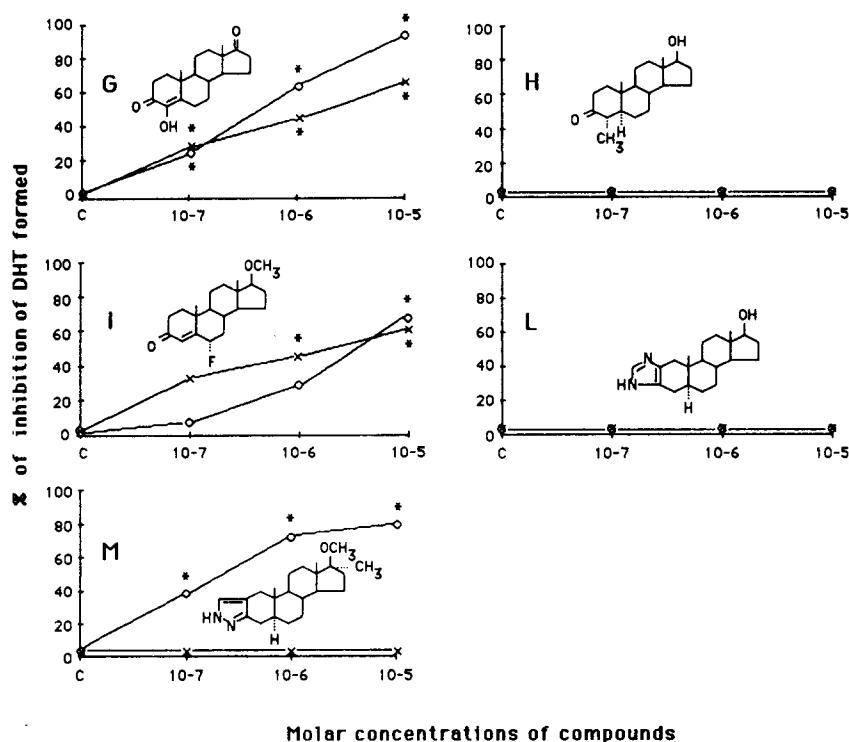 % of inhibition of DHT formed
100
80
60
40
20
0
G
O
O
OH
*
*
*
*
*
*
C
10-7
10-6
10-5
100
80
60
40
20
0
H
OH
O
H
CH3
C
10-7
10-6
10-5
100
80
60
40
20
0
i
OCH3
O
F
*
*
*
C
10-7
10-6
10-5
100
80
60
40
20
0
L
OH
N
HN
H
C
10-7
10-6
10-5
100
80
60
40
20
0
M
OCH3
CH3
HN
N
H
*
*
*
C
10-7
10-6
10-5
Molar concentrations of compounds